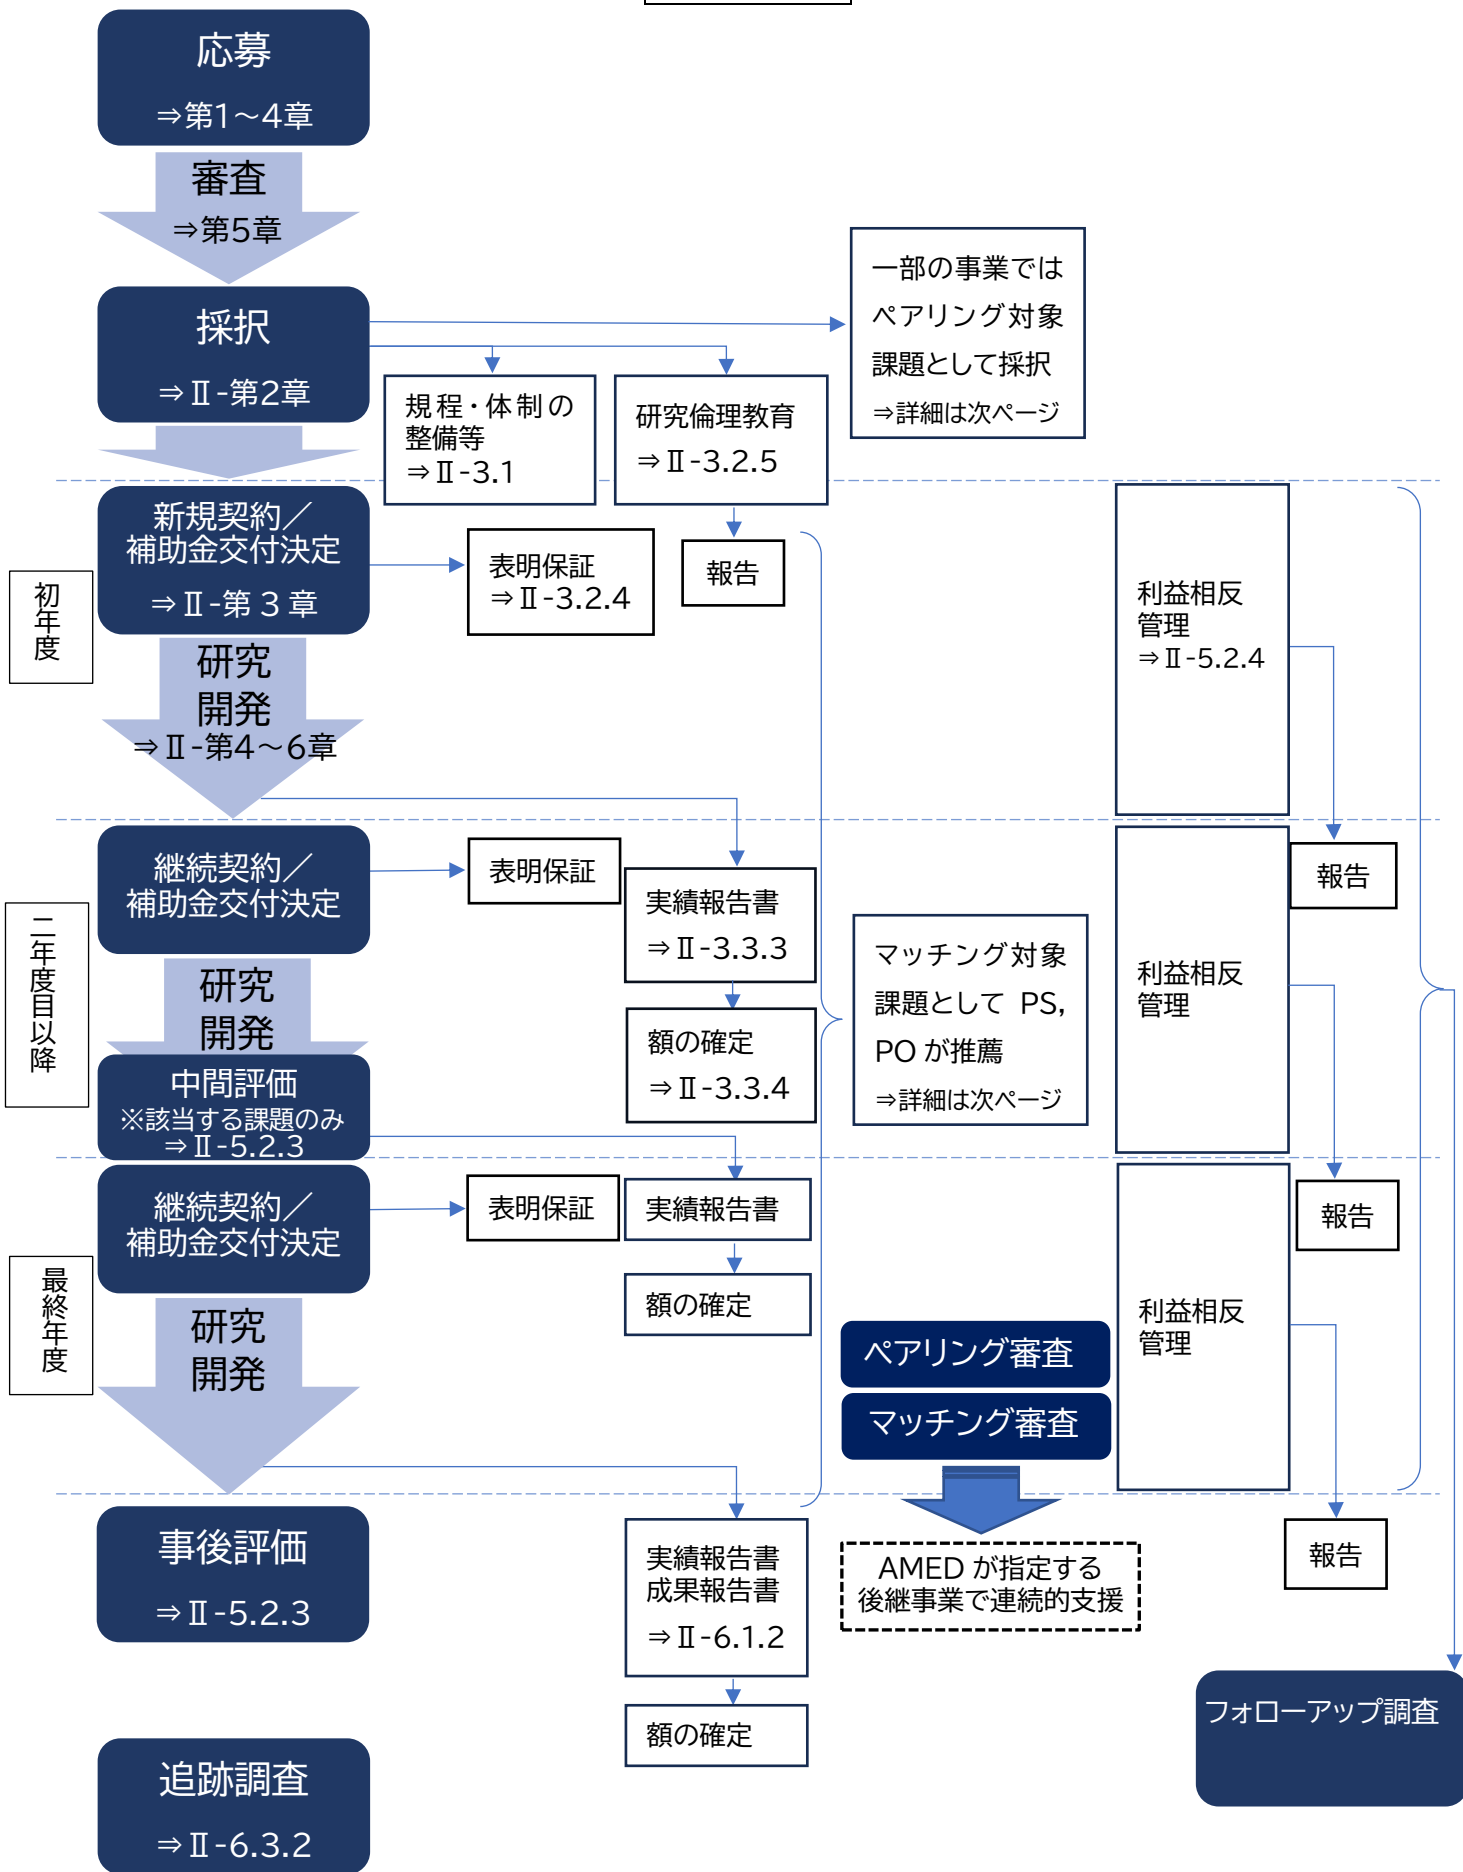 応募
⇒第1～4章
審査
⇒第5章
採択
⇒Ⅱ-第2章
一部の事業では
ペアリング対象
課題として採択
⇒詳細は次ページ
規程・体制の
整備等
⇒Ⅱ-3.1
研究倫理教育
⇒Ⅱ-3.2.5
初年度
新規契約／
補助金交付決定
⇒Ⅱ-第 3 章
表明保証
⇒Ⅱ-3.2.4
報告
利益相反
管理
⇒Ⅱ-5.2.4
研究
開発
⇒Ⅱ-第4～6章
二年度目以降
継続契約／
補助金交付決定
表明保証
実績報告書
⇒Ⅱ-3.3.3
報告
研究
開発
額の確定
⇒Ⅱ-3.3.4
マッチング対象
課題として PS,
PO が推薦
⇒詳細は次ページ
利益相反
管理
中間評価
※該当する課題のみ
⇒Ⅱ-5.2.3
最終年度
継続契約／
補助金交付決定
表明保証
実績報告書
報告
額の確定
研究
開発
ペアリング審査
マッチング審査
利益相反
管理
事後評価
⇒Ⅱ-5.2.3
実績報告書
成果報告書
⇒Ⅱ-6.1.2
AMED が指定する
後継事業で連続的支援
報告
額の確定
フォローアップ調査
追跡調査
⇒Ⅱ-6.3.2